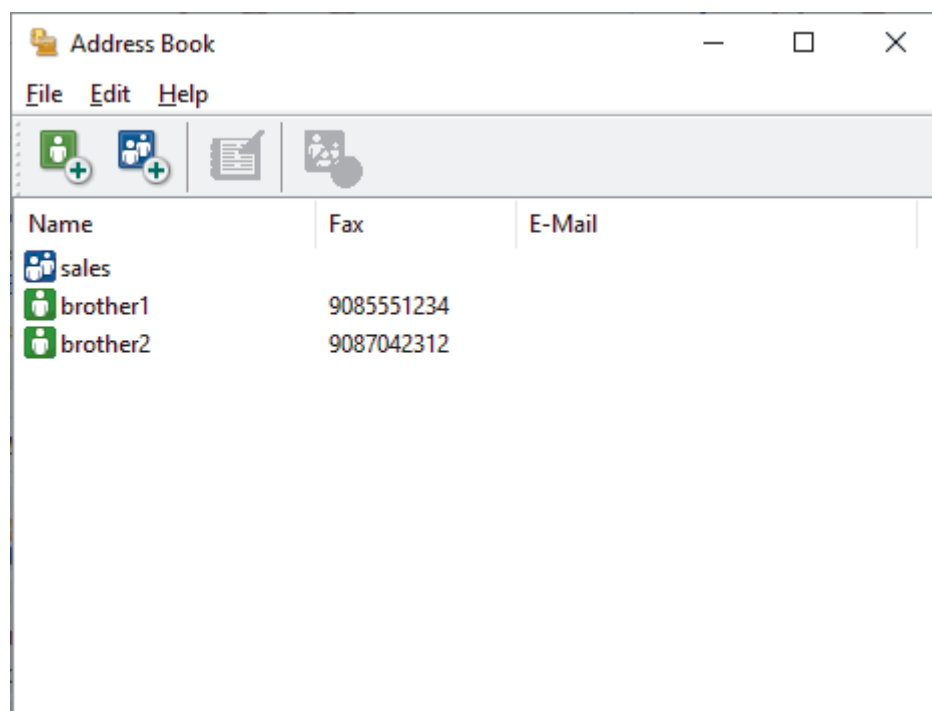 Address Book
File Edit Help
Name Fax E-Mail
sales
brother1 9085551234
brother2 9087042312